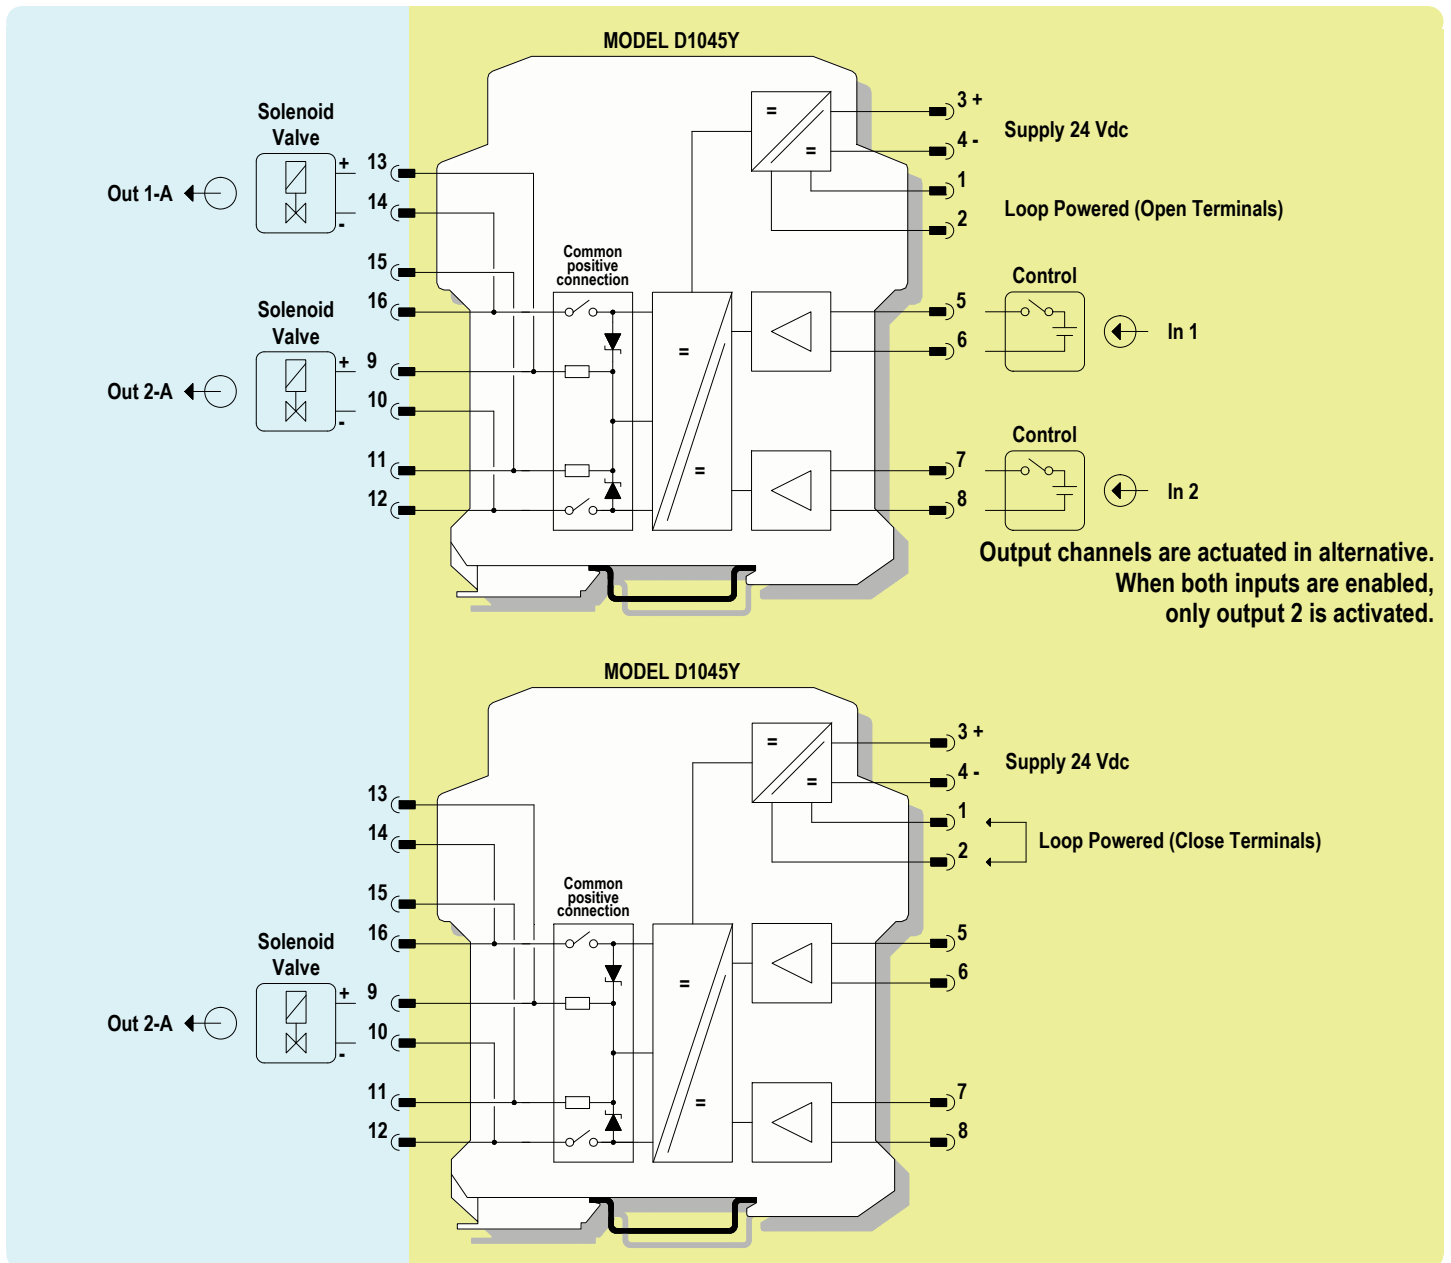 MODEL D1045Y
Solenoid
Valve
Out 1-A
+ 13
14
-
15
16
Solenoid
Valve
Out 2-A
+ 9
10
-
11
12
Common
positive
connection
=
=
=
=
3 +
4 -
Supply 24 Vdc
1
2
Loop Powered (Open Terminals)
Control
5
6
In 1
Control
7
8
In 2
Output channels are actuated in alternative.
When both inputs are enabled,
only output 2 is activated.
MODEL D1045Y
13
14
15
16
Solenoid
Valve
Out 2-A
+ 9
10
-
11
12
Common
positive
connection
=
=
=
=
3 +
4 -
Supply 24 Vdc
1
2
Loop Powered (Close Terminals)
5
6
7
8